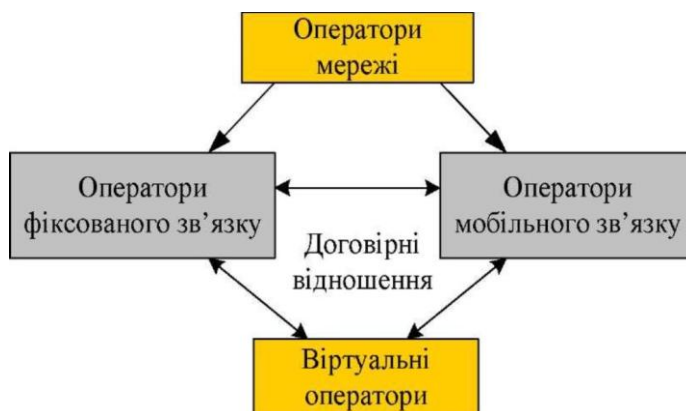 Оператори
мережі
Оператори
фіксованого зв’язку
Оператори
мобільного зв’язку
Договірні
відношення
Віртуальні
оператори